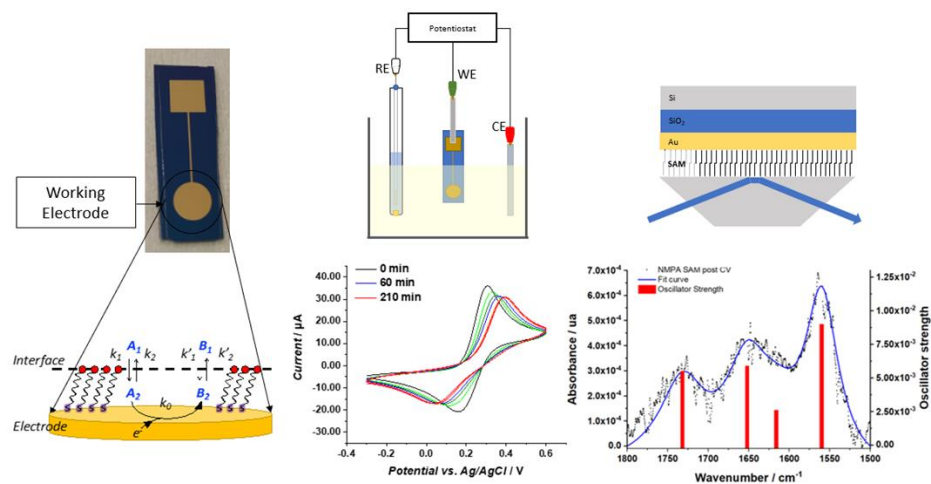 Potentiostat
RE
WE
CE
Si
SiO₂
Au
SAM
Working
Electrode
Interface
k₁
A₁
k₂
k'₁
B₁
k'₂
A₂
B₂
k₀
e⁻
Electrode
S S S S
S S S S
0 min
60 min
210 min
Current / µA
40.00
30.00
20.00
10.00
0.00
-10.00
-20.00
-30.00
-0.4
-0.2
0.0
0.2
0.4
0.6
Potential vs. Ag/AgCl / V
NMPA SAM post CV
Fit curve
Oscillator Strength
Absorbance / ua
7.0x10⁻⁴
6.0x10⁻⁴
5.0x10⁻⁴
4.0x10⁻⁴
3.0x10⁻⁴
2.0x10⁻⁴
1.0x10⁻⁴
0.0
1800
1750
1700
1650
1600
1550
1500
Wavenumber / cm⁻¹
1.25x10⁻²
1.00x10⁻²
7.50x10⁻³
5.00x10⁻³
2.50x10⁻³
0.00
Oscillator strength